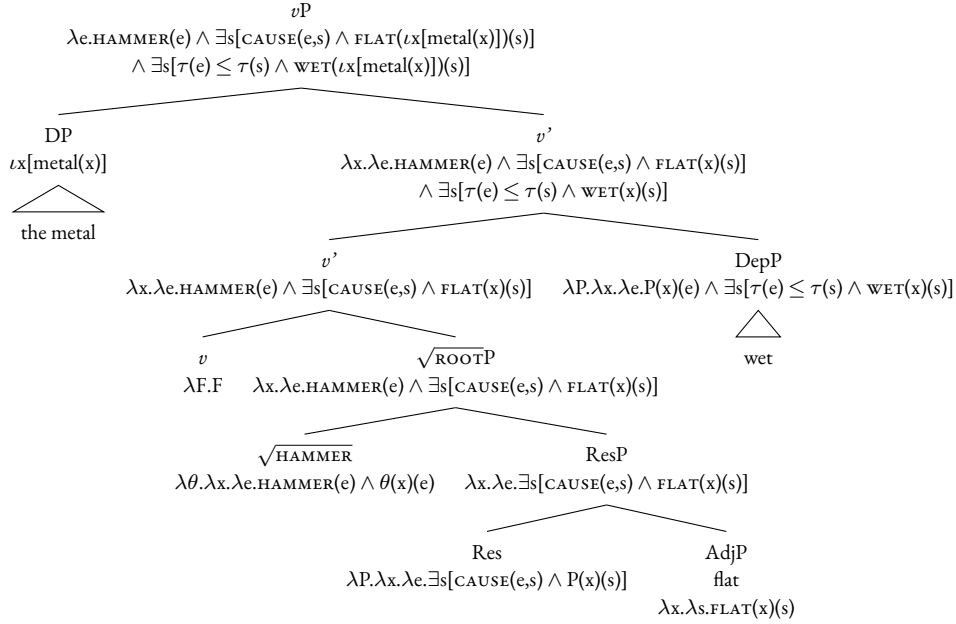 vP
λe.HAMMER(e) ∧ ∃s[CAUSE(e,s) ∧ FLAT(ιx[metal(x)])(s)]
∧ ∃s[τ(e) ≤ τ(s) ∧ WET(ιx[metal(x)])(s)]
DP
ιx[metal(x)]
the metal
v'
λx.λe.HAMMER(e) ∧ ∃s[CAUSE(e,s) ∧ FLAT(x)(s)]
∧ ∃s[τ(e) ≤ τ(s) ∧ WET(x)(s)]
v'
λx.λe.HAMMER(e) ∧ ∃s[CAUSE(e,s) ∧ FLAT(x)(s)]
DepP
λP.λx.λe.P(x)(e) ∧ ∃s[τ(e) ≤ τ(s) ∧ WET(x)(s)]
wet
v
λF.F
√ROOTP
λx.λe.HAMMER(e) ∧ ∃s[CAUSE(e,s) ∧ FLAT(x)(s)]
√HAMMER
λθ.λx.λe.HAMMER(e) ∧ θ(x)(e)
ResP
λx.λe.∃s[CAUSE(e,s) ∧ FLAT(x)(s)]
Res
λP.λx.λe.∃s[CAUSE(e,s) ∧ P(x)(s)]
AdjP
flat
λx.λs.FLAT(x)(s)